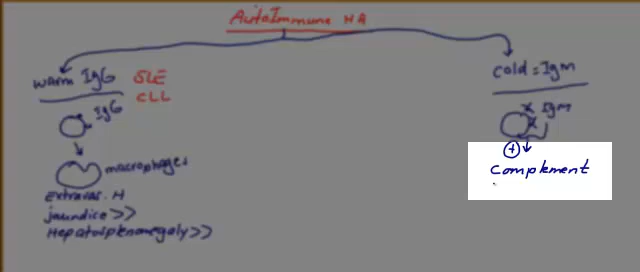 AutoImmune HA
warm IgG SLE
CLL
IgG
macrophages
Extravas. H
jaundice >>
Hepatosplenomegaly >>
cold = IgM
IgM
+
complement